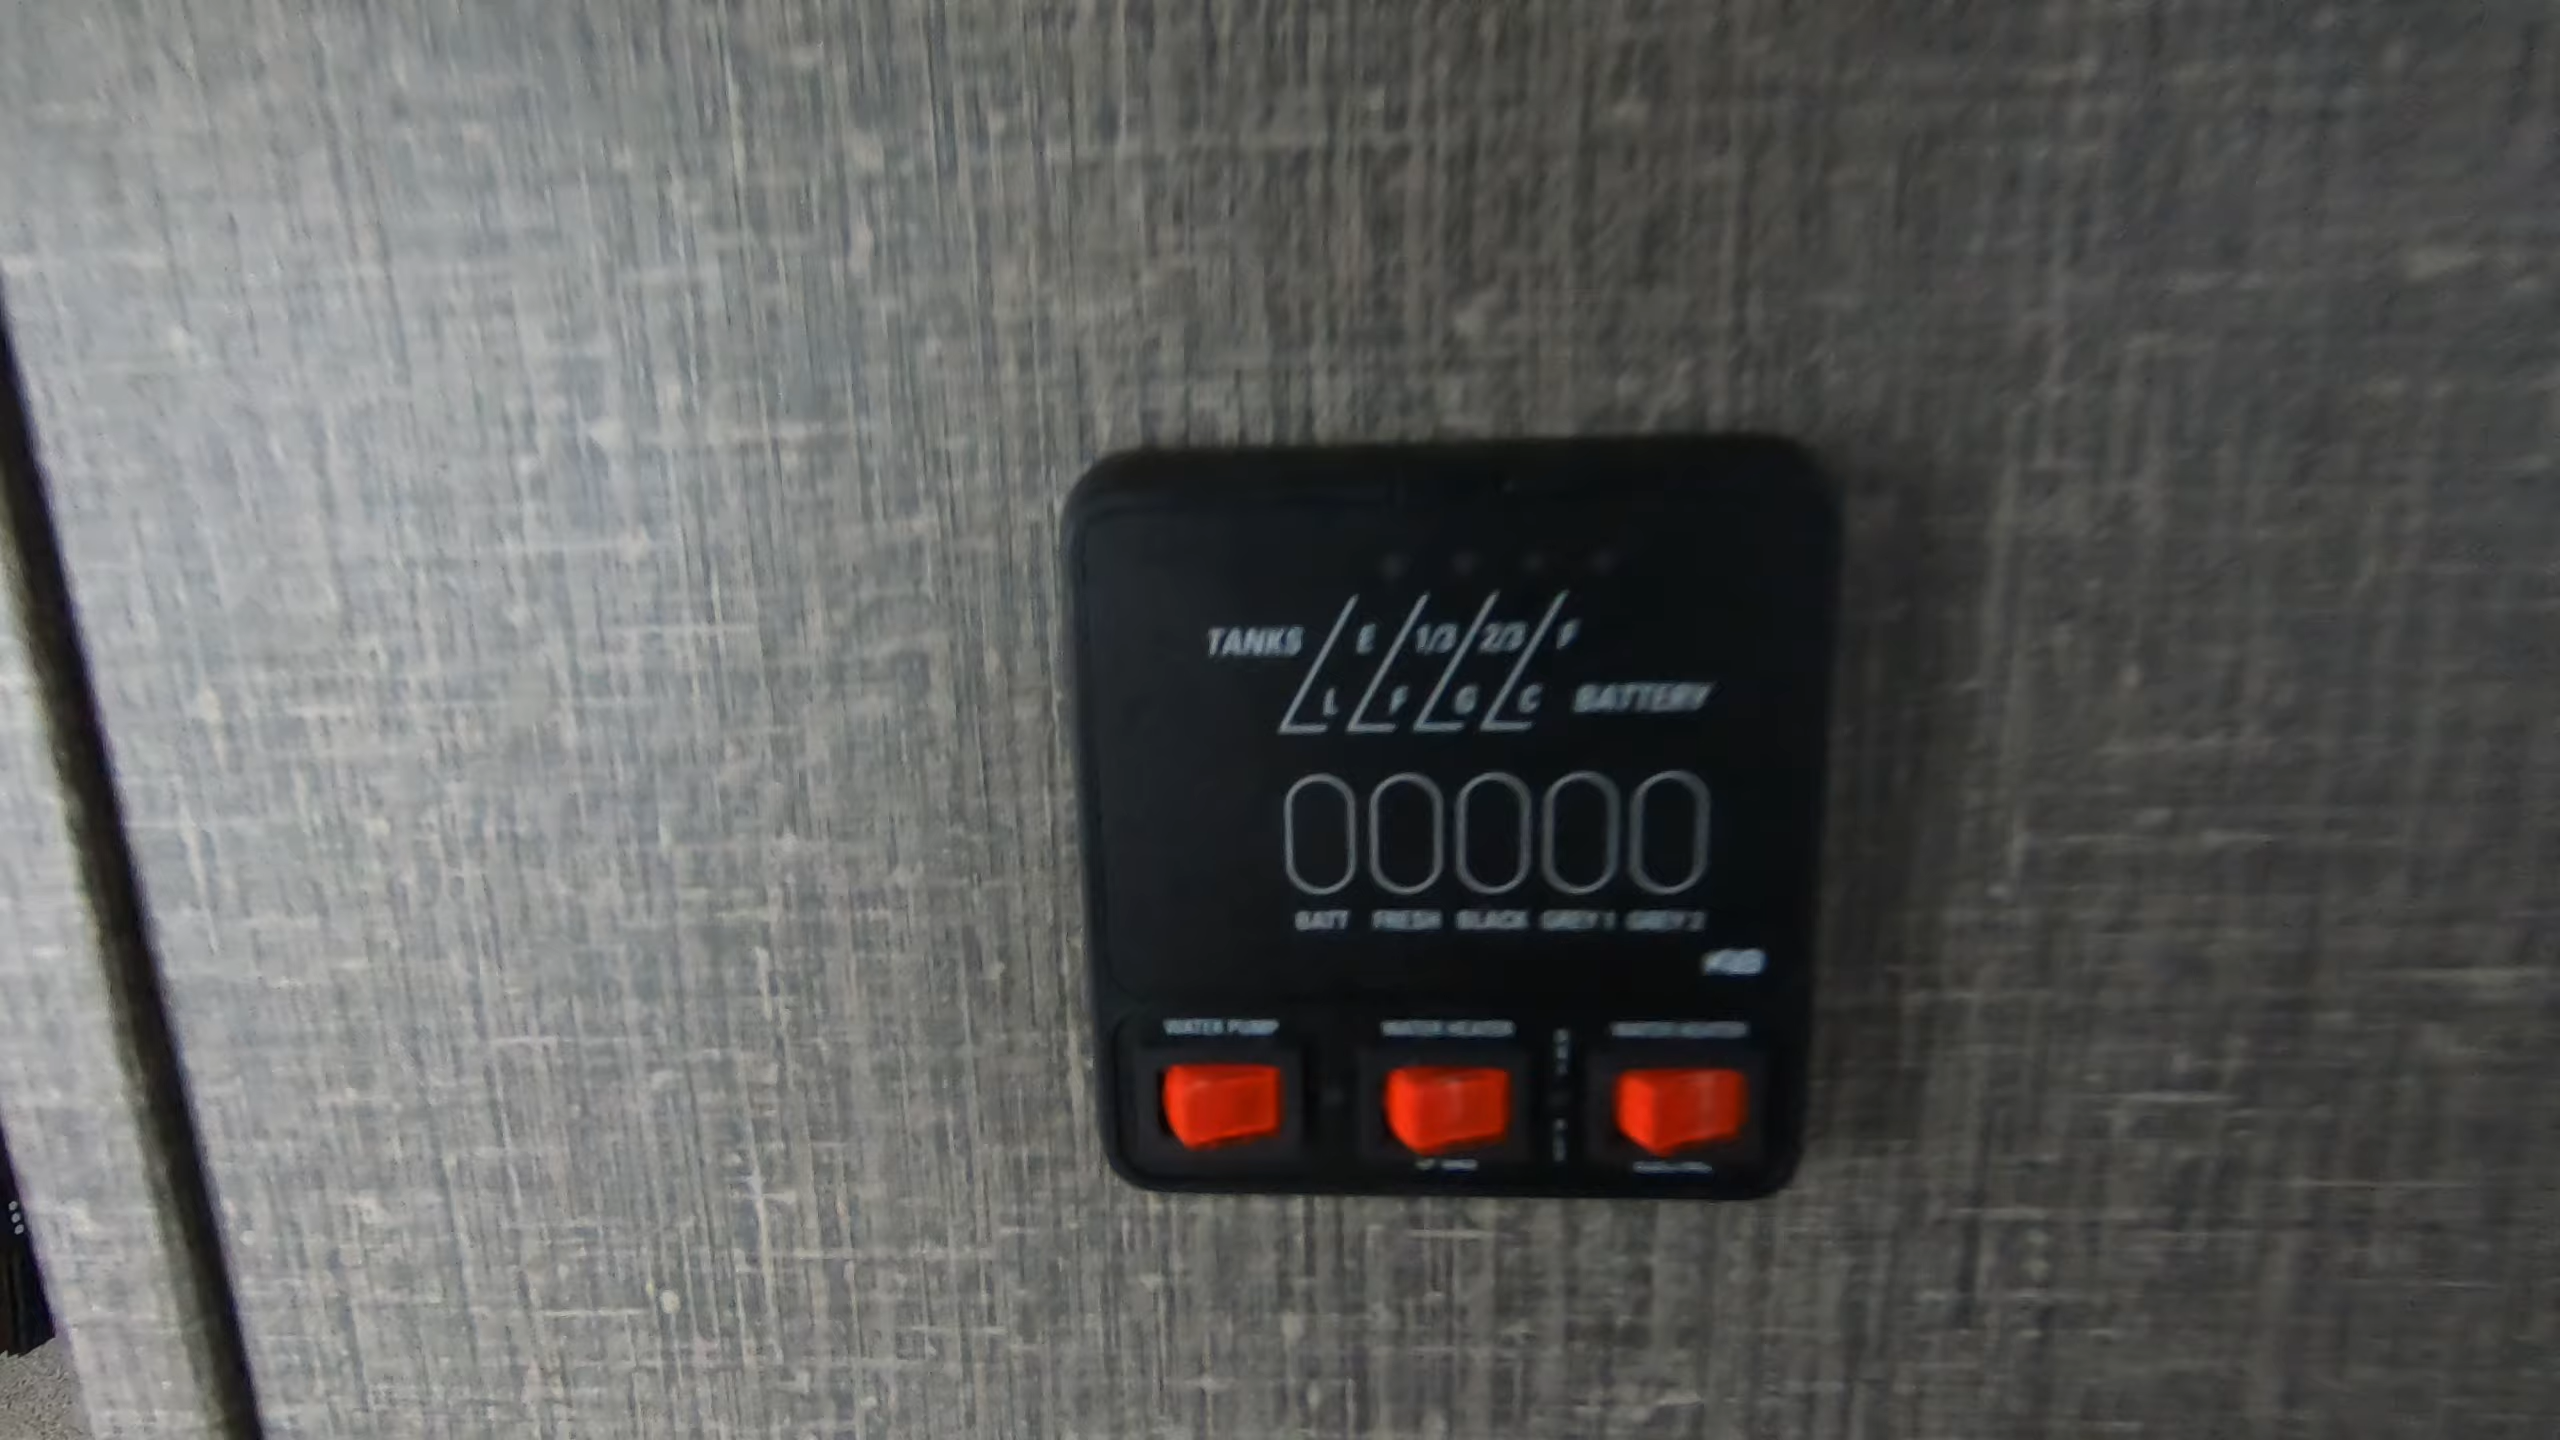 TANKS E 1/3 2/3 F
L F G C BATTERY
BATT FRESH BLACK GREY 1 GREY 2
WATER PUMP WATER HEATER WATER HEATER